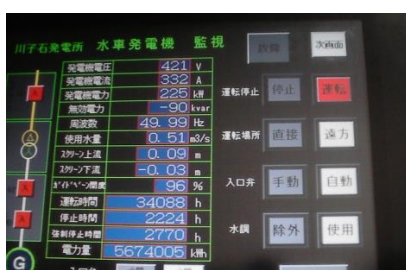 川子石発電所 水車発電機 監視
故障 次画面
発電機電圧 421 V
発電機電流 332 A
発電機電力 225 kW
無効電力 -90 kvar
周波数 49.99 Hz
使用水量 0.51 m3/s
スクリーン上流 0.09 m
スクリーン下流 -0.03 m
ガイドベーン開度 96 %
運転時間 34088 h
停止時間 2224 h
強制停止時間 2770 h
電力量 5674005 kWh
運転停止 停止 運転
運転場所 直接 遠方
入口弁 手動 自動
水調 除外 使用
G